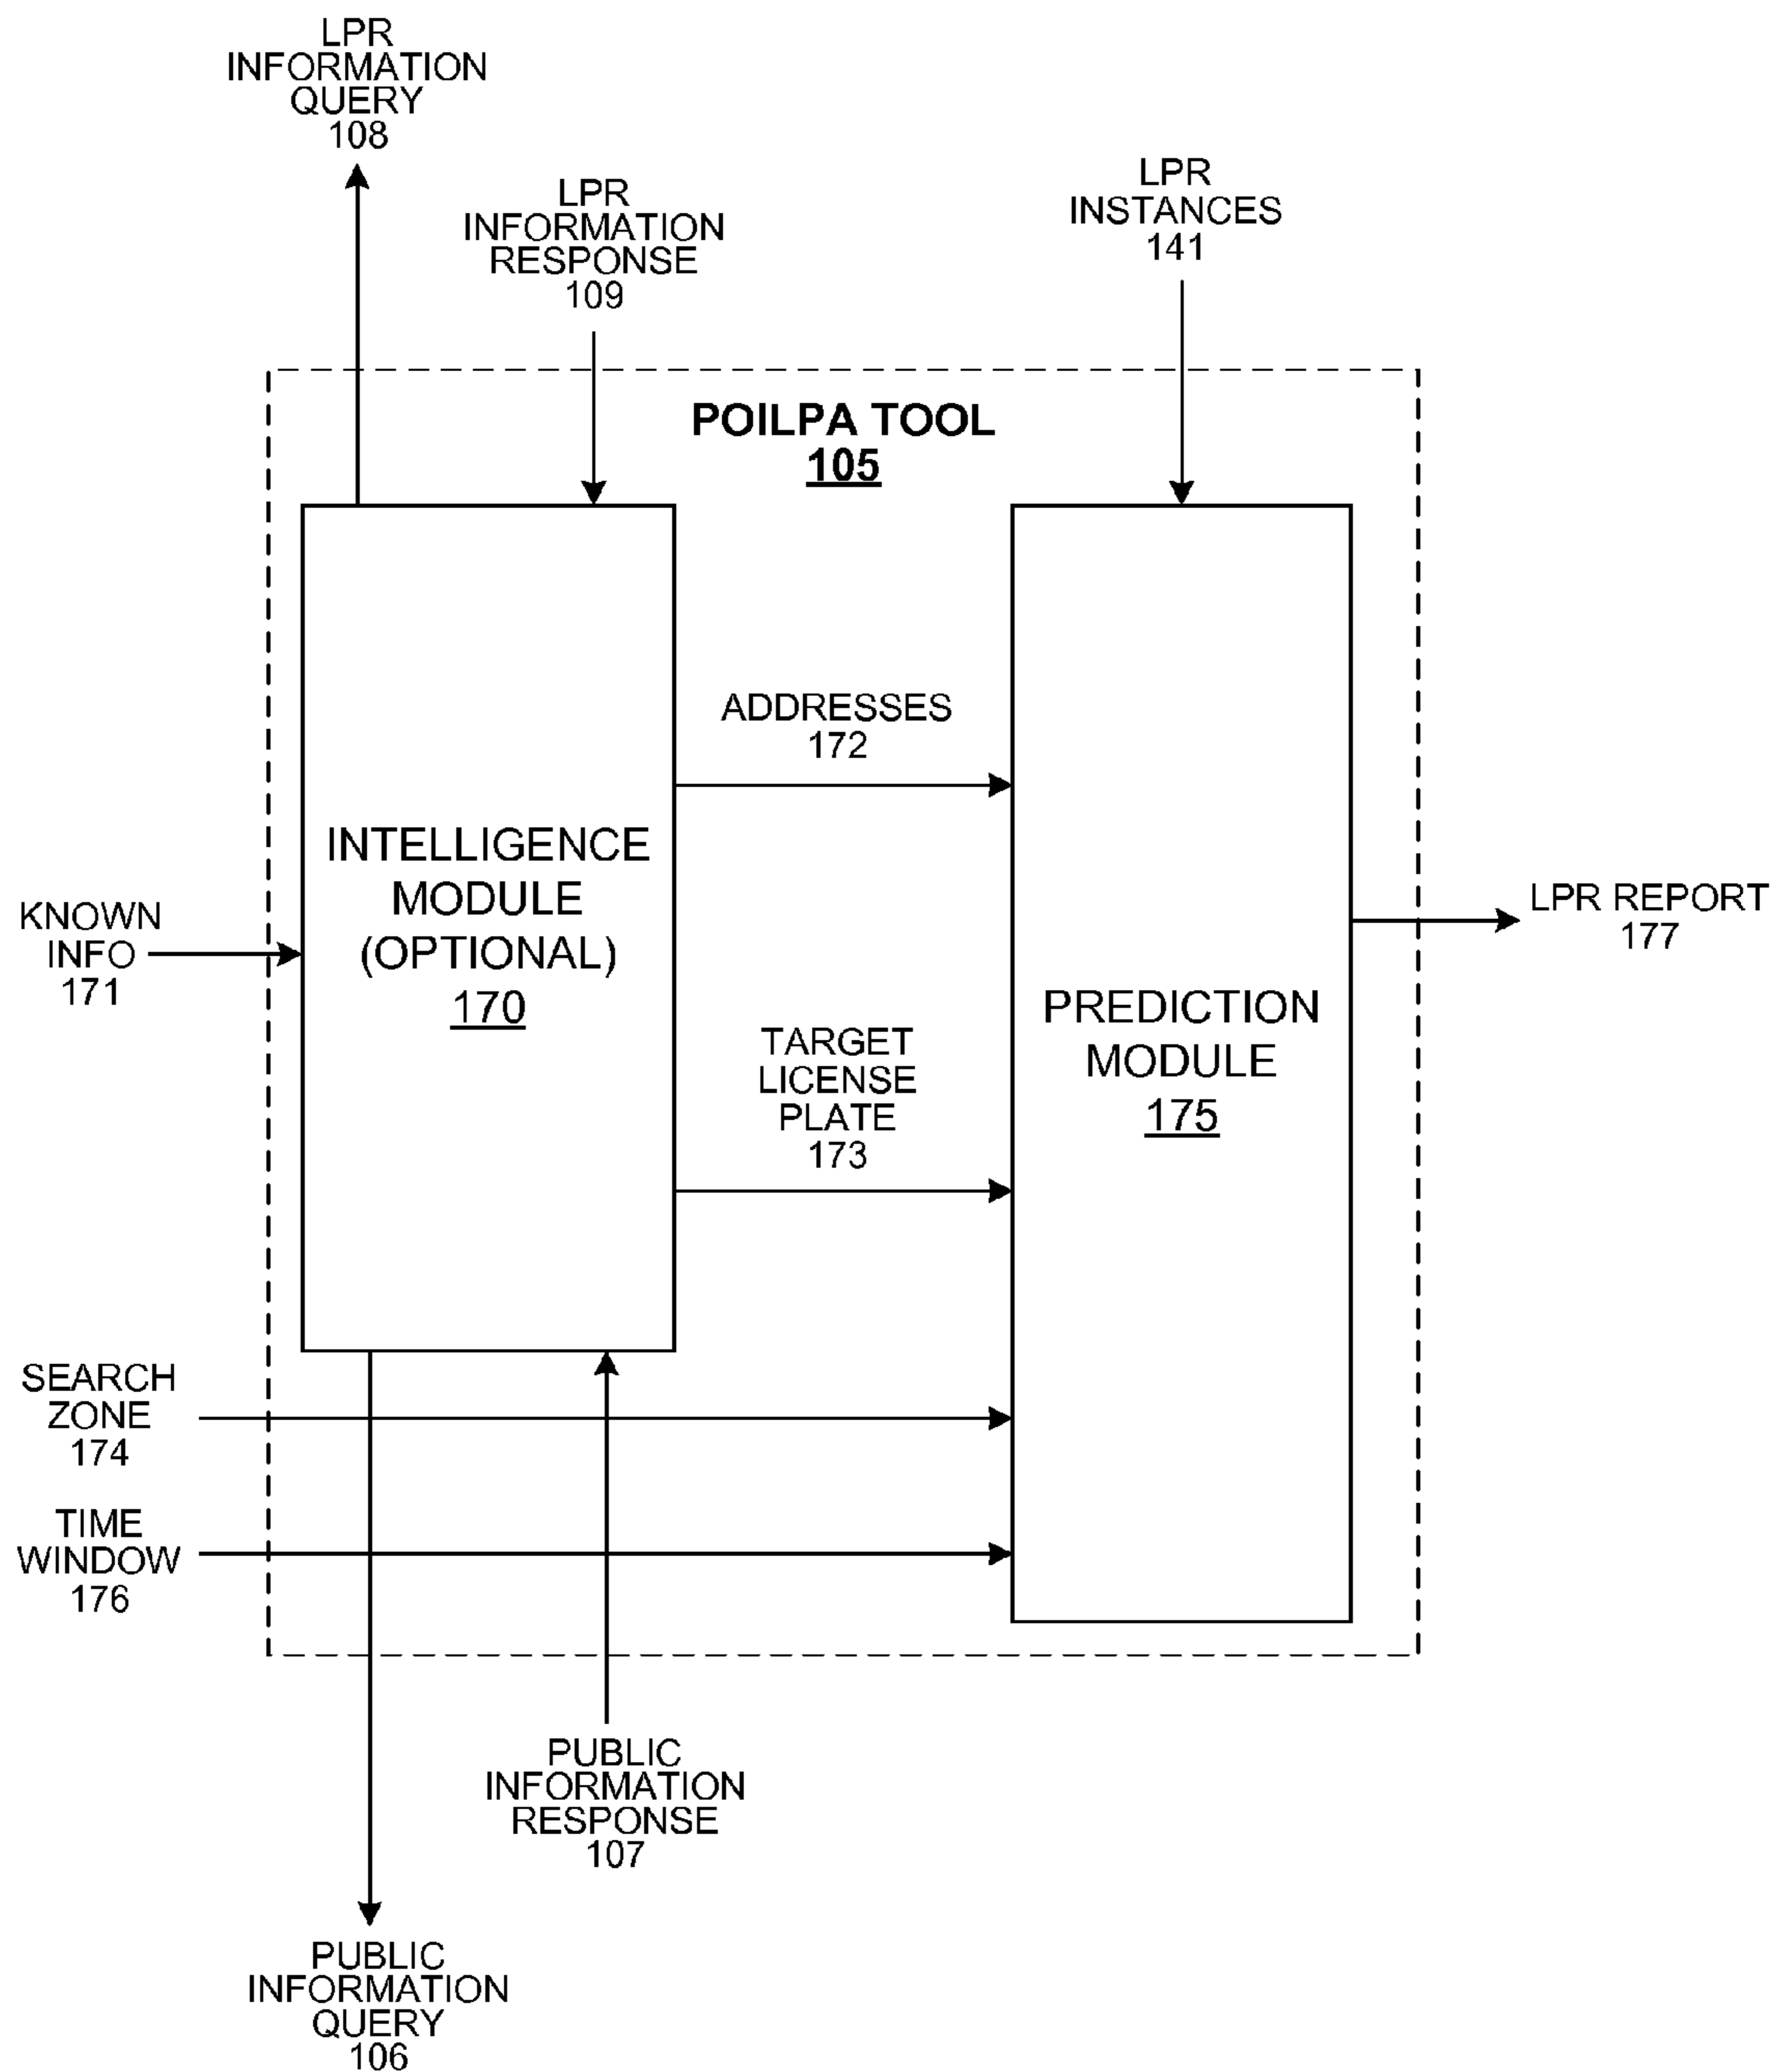 LPR
INFORMATION
QUERY
108
LPR
INFORMATION
RESPONSE
109
LPR
INSTANCES
141
POILPA TOOL
105
ADDRESSES
172
INTELLIGENCE
MODULE
(OPTIONAL)
170
KNOWN
INFO
171
LPR REPORT
177
PREDICTION
MODULE
175
TARGET
LICENSE
PLATE
173
SEARCH
ZONE
174
TIME
WINDOW
176
PUBLIC
INFORMATION
RESPONSE
107
PUBLIC
INFORMATION
QUERY
106